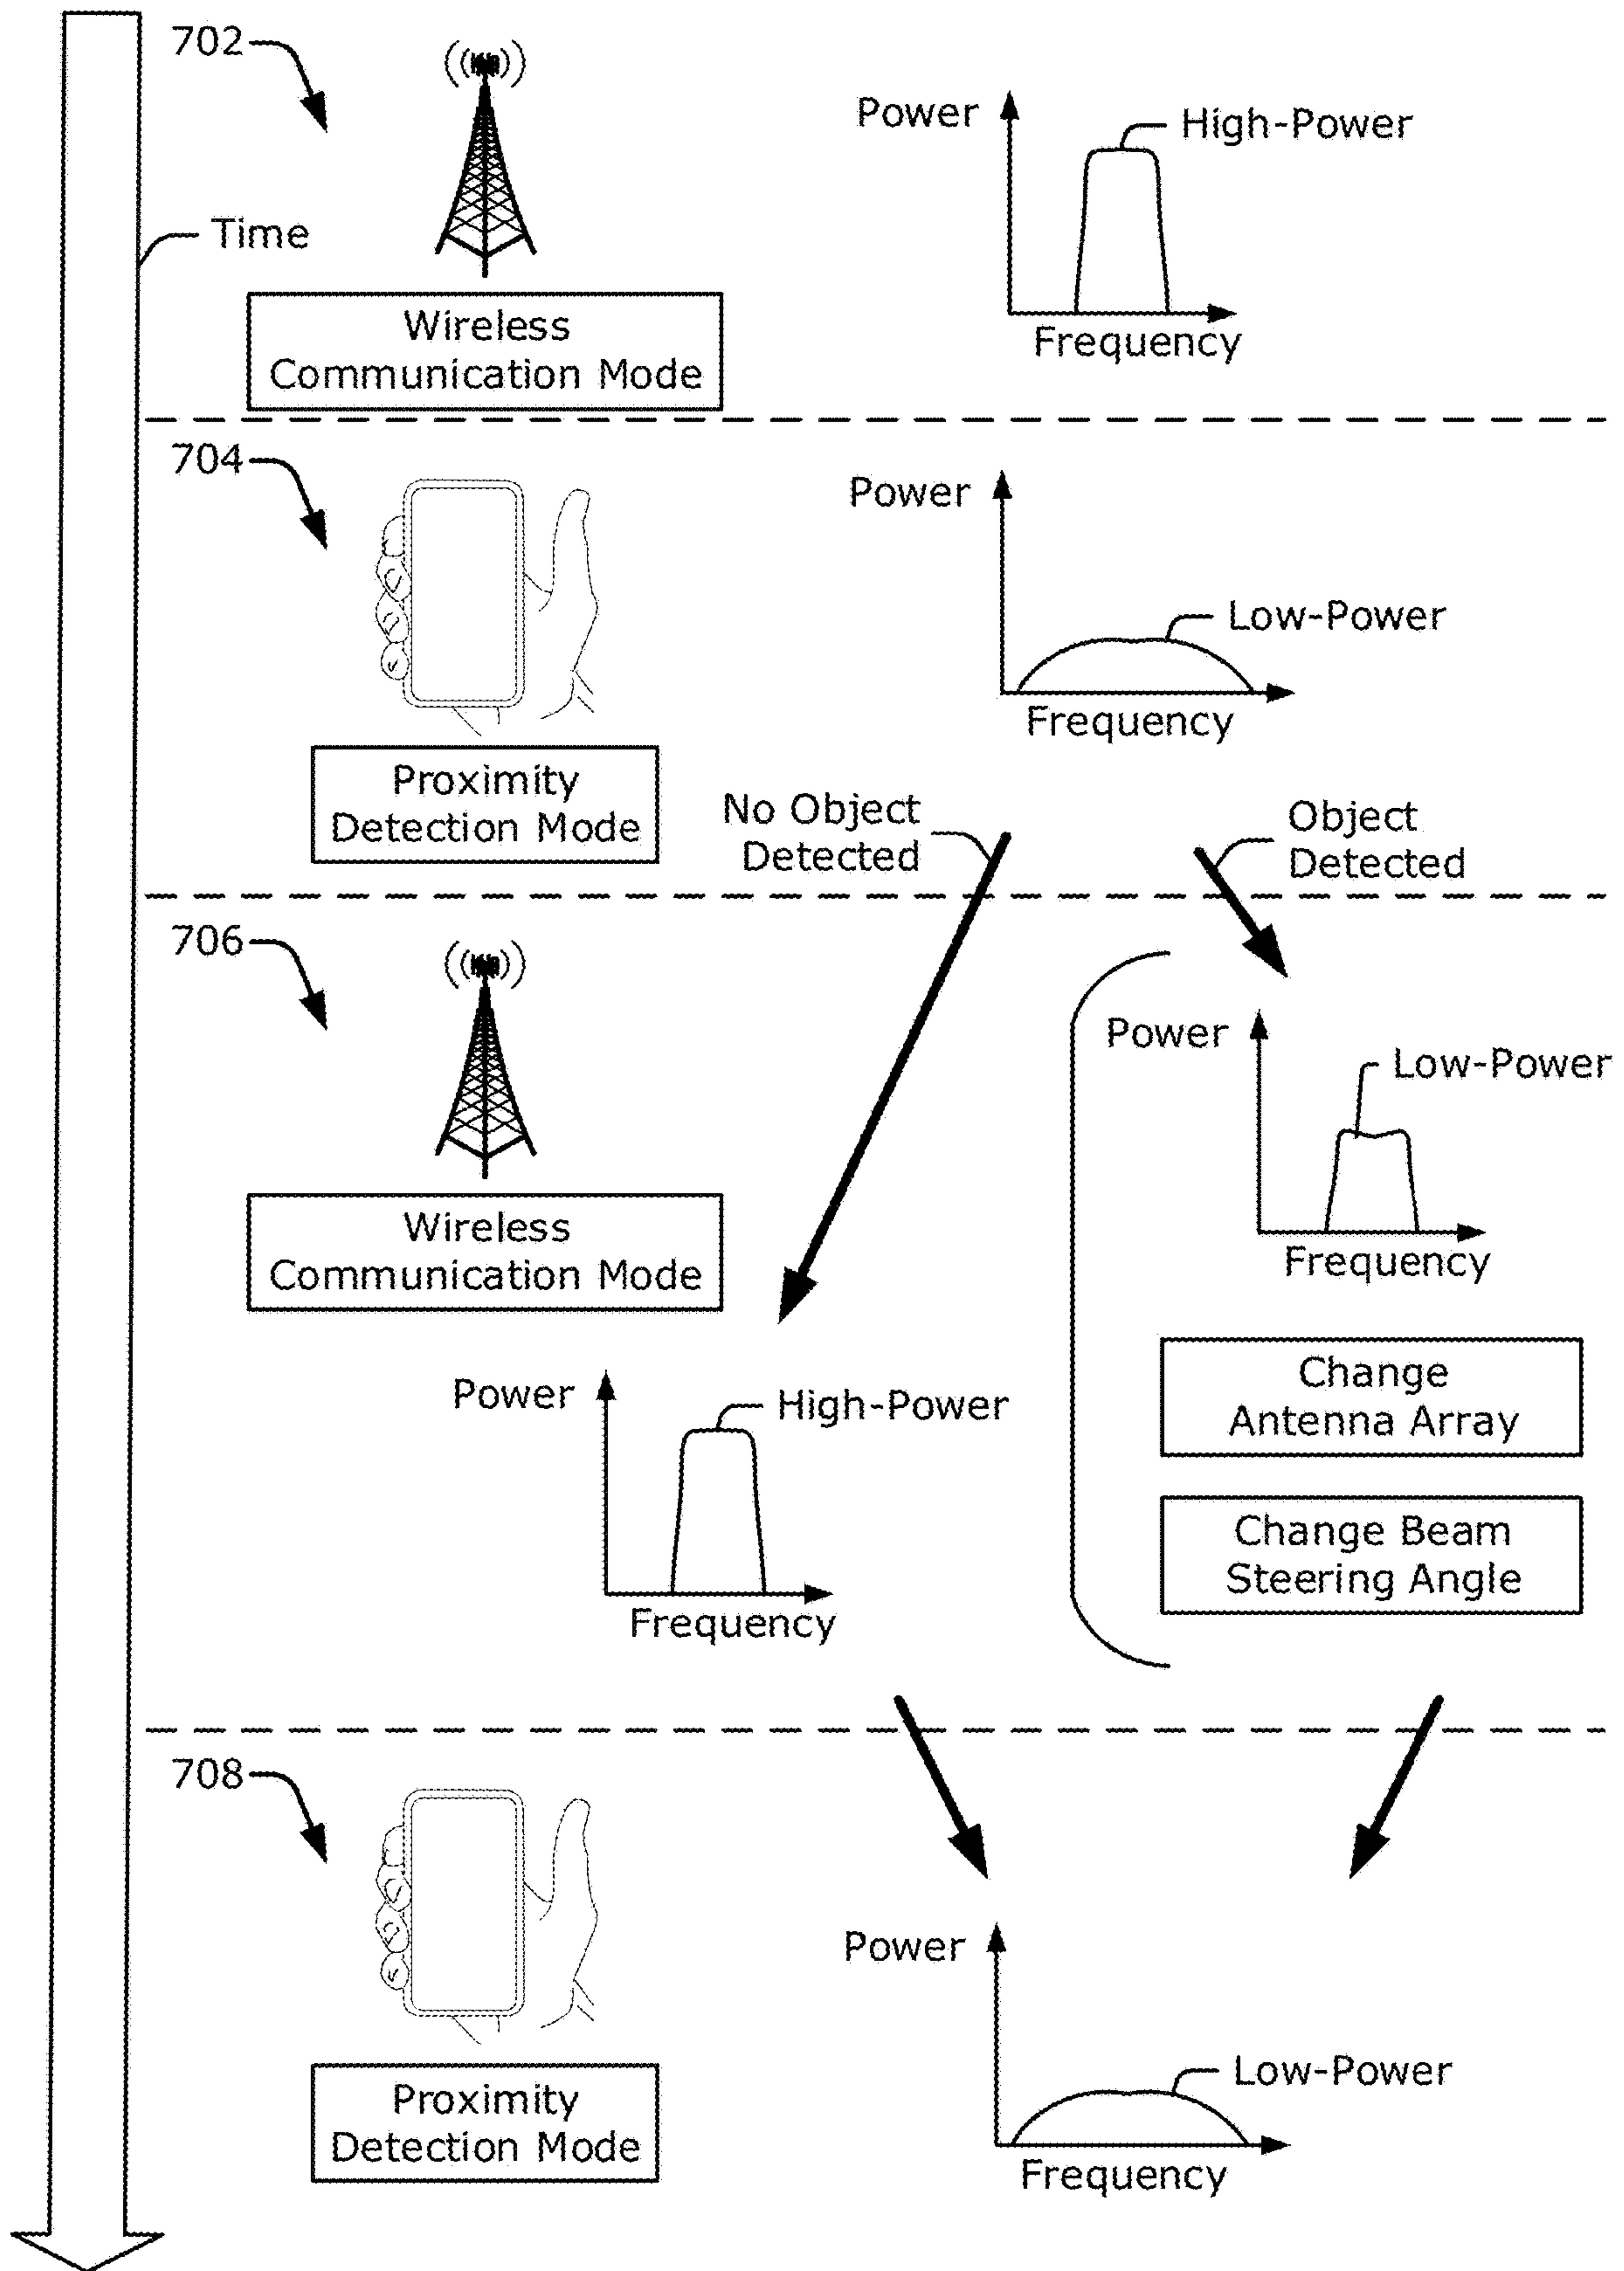 702
Power
High-Power
Time
Wireless
Communication Mode
Frequency
704
Power
Low-Power
Frequency
Proximity
Detection Mode
No Object
Detected
Object
Detected
706
Power
Low-Power
Wireless
Communication Mode
Frequency
Power
High-Power
Frequency
Change
Antenna Array
Change Beam
Steering Angle
708
Power
Low-Power
Proximity
Detection Mode
Frequency